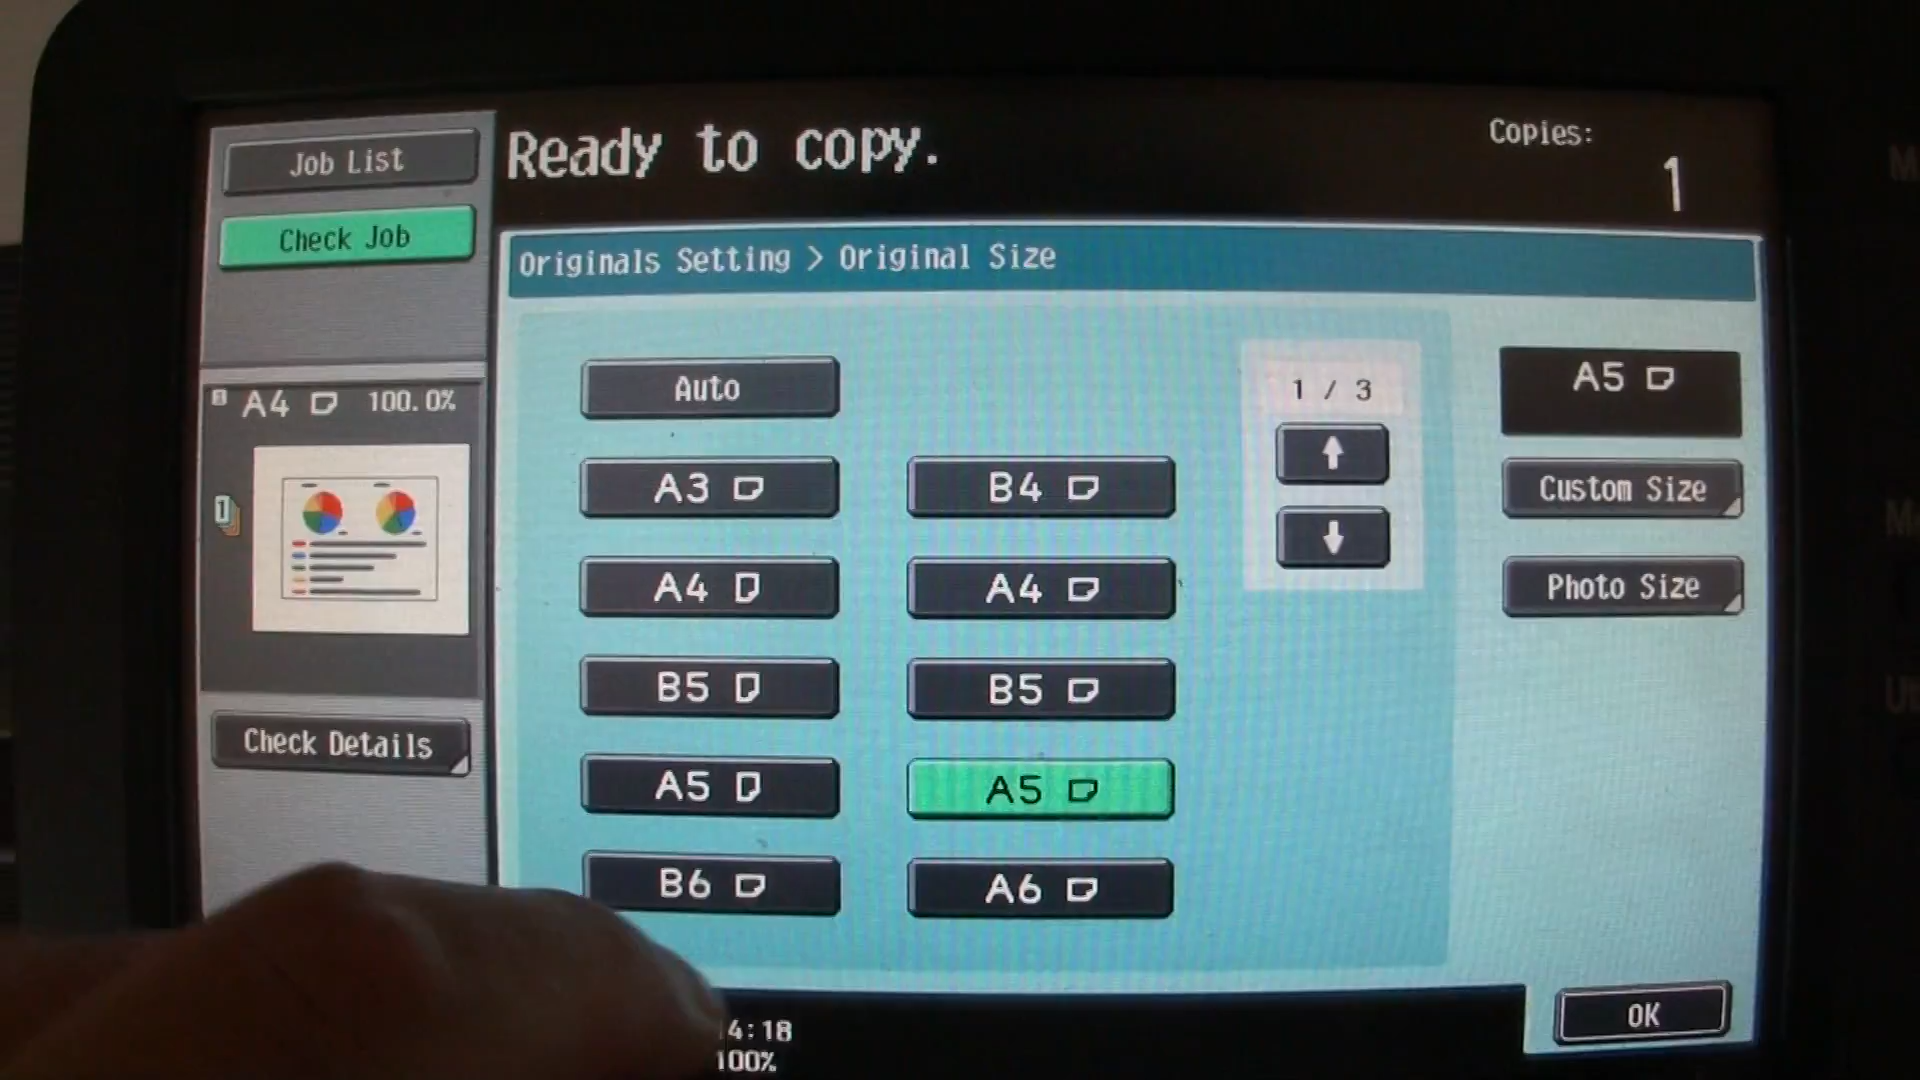 Job List
Check Job
Ready to copy.
Copies:
1
Originals Setting > Original Size
A4 100.0%
1
Check Details
Auto
A3
B4
A4
A4
B5
B5
A5
A5
B6
A6
1 / 3
A5
Custom Size
Photo Size
OK
4:18
100%